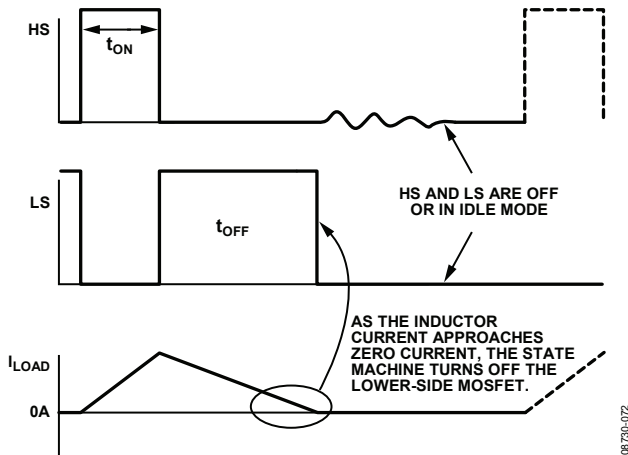 HS
tON
HS AND LS ARE OFF
OR IN IDLE MODE
LS
tOFF
AS THE INDUCTOR
CURRENT APPROACHES
ZERO CURRENT, THE STATE
MACHINE TURNS OFF THE
LOWER-SIDE MOSFET.
ILOAD
0A
08730-072